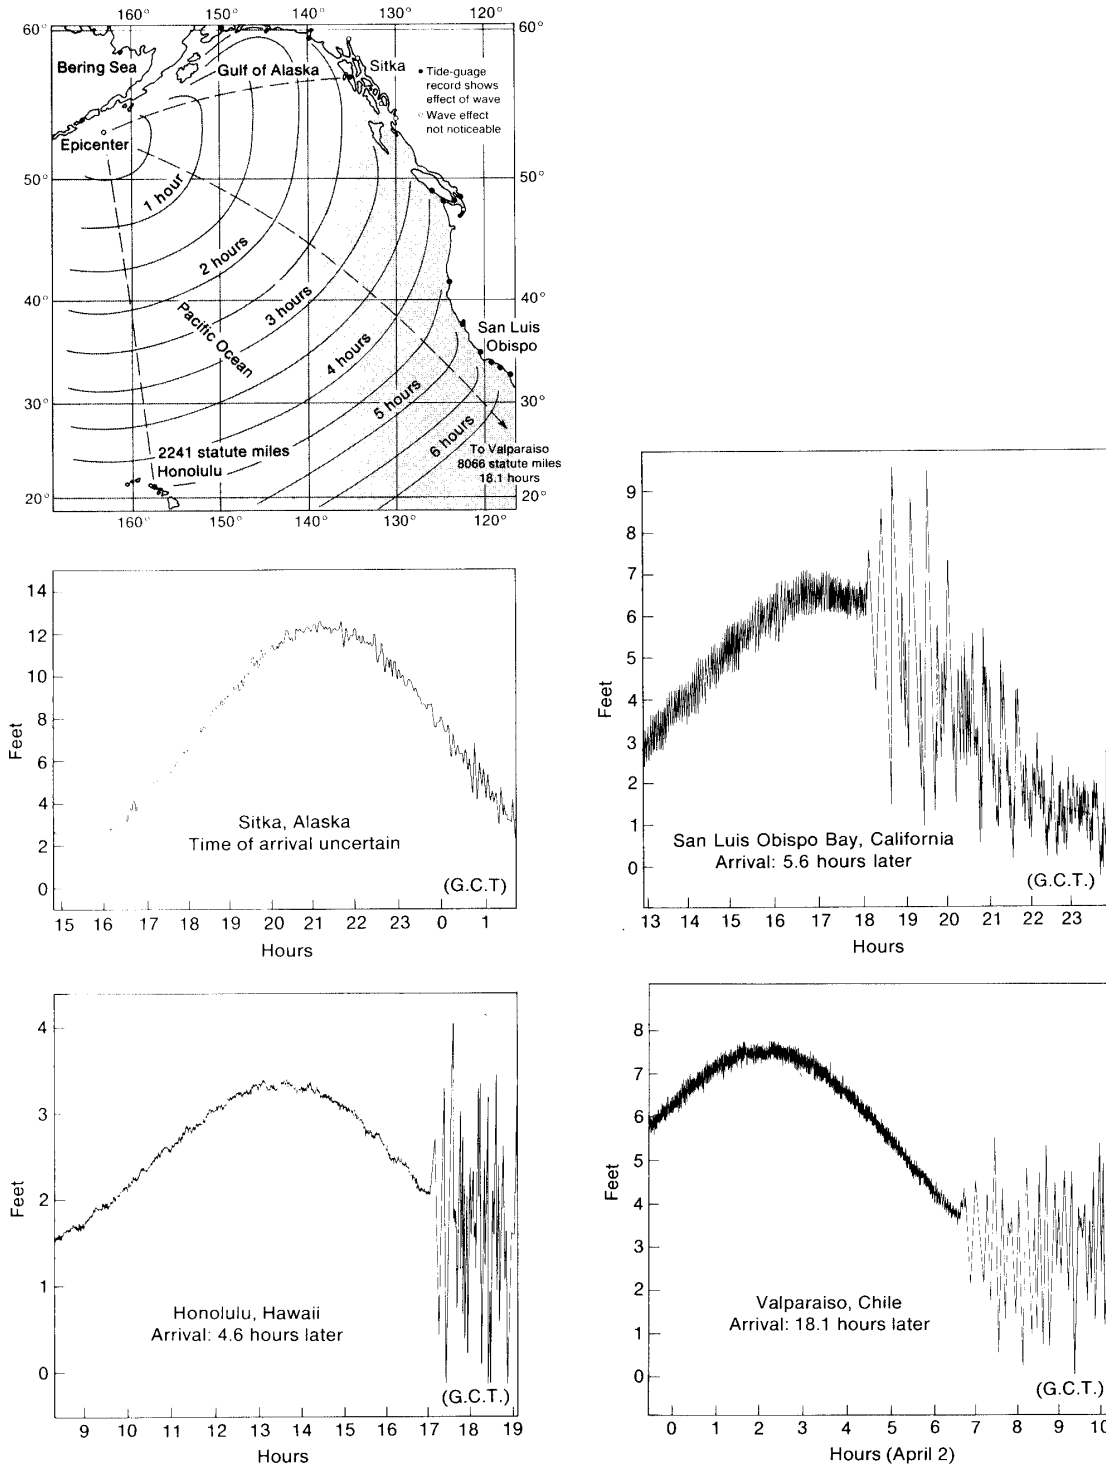 160° 150° 140° 130° 120°
60° 60°
Bering Sea
Gulf of Alaska
Sitka
Tide-guage
record shows
effect of wave
Wave effect
not noticeable
Epicenter
50° 50°
1 hour
2 hours
3 hours
40° 40°
Pacific Ocean
San Luis
Obispo
4 hours
5 hours
30° 30°
6 hours
2241 statute miles
Honolulu
To Valparaiso
8066 statute miles
18.1 hours
20° 20°
160° 150° 140° 130° 120°
14
12
10
8
6
4
2
0
Feet
Sitka, Alaska
Time of arrival uncertain
(G.C.T)
15 16 17 18 19 20 21 22 23 0 1
Hours
9
8
7
6
5
4
3
2
1
0
Feet
San Luis Obispo Bay, California
Arrival: 5.6 hours later
(G.C.T.)
13 14 15 16 17 18 19 20 21 22 23
Hours
4
3
2
1
0
Feet
Honolulu, Hawaii
Arrival: 4.6 hours later
(G.C.T.)
9 10 11 12 13 14 15 16 17 18 19
Hours
8
7
6
5
4
3
2
1
0
Feet
Valparaiso, Chile
Arrival: 18.1 hours later
(G.C.T.)
0 1 2 3 4 5 6 7 8 9 10
Hours (April 2)